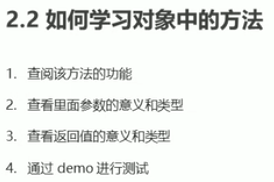 2.2 如何学习对象中的方法
1. 查阅该方法的功能
2. 查看里面参数的意义和类型
3. 查看返回值的意义和类型
4. 通过 demo 进行测试